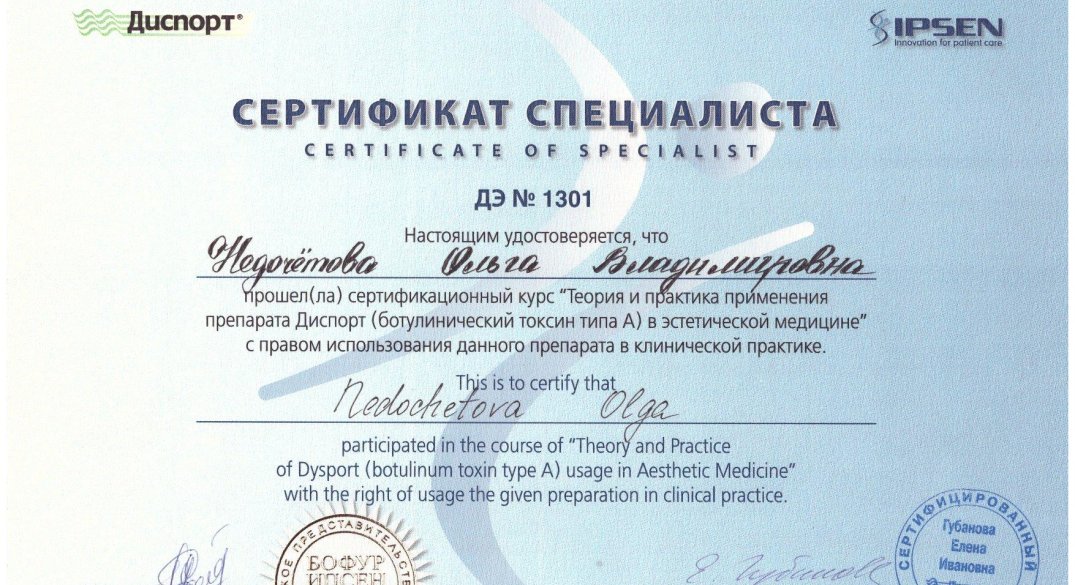 Диспорт®
IPSEN
Innovation for patient care
СЕРТИФИКАТ СПЕЦИАЛИСТА
CERTIFICATE OF SPECIALIST
ДЭ № 1301
Настоящим удостоверяется, что
Недочётова Ольга Владимировна
прошел(ла) сертификационный курс “Теория и практика применения
препарата Диспорт (ботулинический токсин типа А) в эстетической медицине”
с правом использования данного препарата в клинической практике.
This is to certify that
Nedochetova Olga
participated in the course of “Theory and Practice
of Dysport (botulinum toxin type A) usage in Aesthetic Medicine”
with the right of usage the given preparation in clinical practice.
ПРЕДСТАВИТЕЛЬС
БОФУР
ИПСЕН
СЕРТИФИЦИРОВАННЫЙ
Губанова
Елена
Ивановна